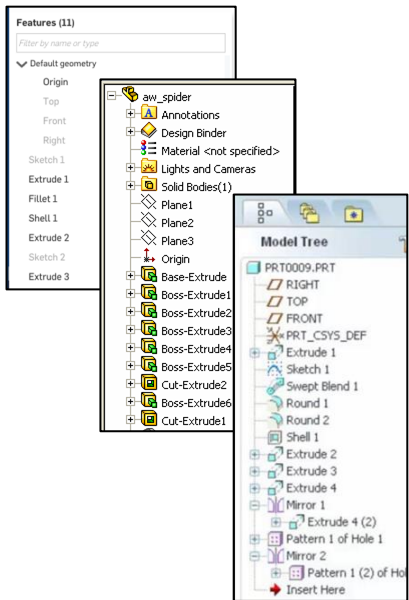 Features (11)
Filter by name or type
Default geometry
Origin
Top
Front
Right
Sketch 1
Extrude 1
Fillet 1
Shell 1
Extrude 2
Sketch 2
Extrude 3
aw_spider
Annotations
Design Binder
Material <not specified>
Lights and Cameras
Solid Bodies(1)
Plane1
Plane2
Plane3
Origin
Base-Extrude
Boss-Extrude1
Boss-Extrude2
Boss-Extrude3
Boss-Extrude4
Boss-Extrude5
Cut-Extrude2
Boss-Extrude6
Cut-Extrude1
Model Tree
PRT0009.PRT
RIGHT
TOP
FRONT
PRT_CSYS_DEF
Extrude 1
Sketch 1
Swept Blend 1
Round 1
Round 2
Shell 1
Extrude 2
Extrude 3
Extrude 4
Mirror 1
Extrude 4 (2)
Pattern 1 of Hole 1
Mirror 2
Pattern 1 (2) of Hol
Insert Here